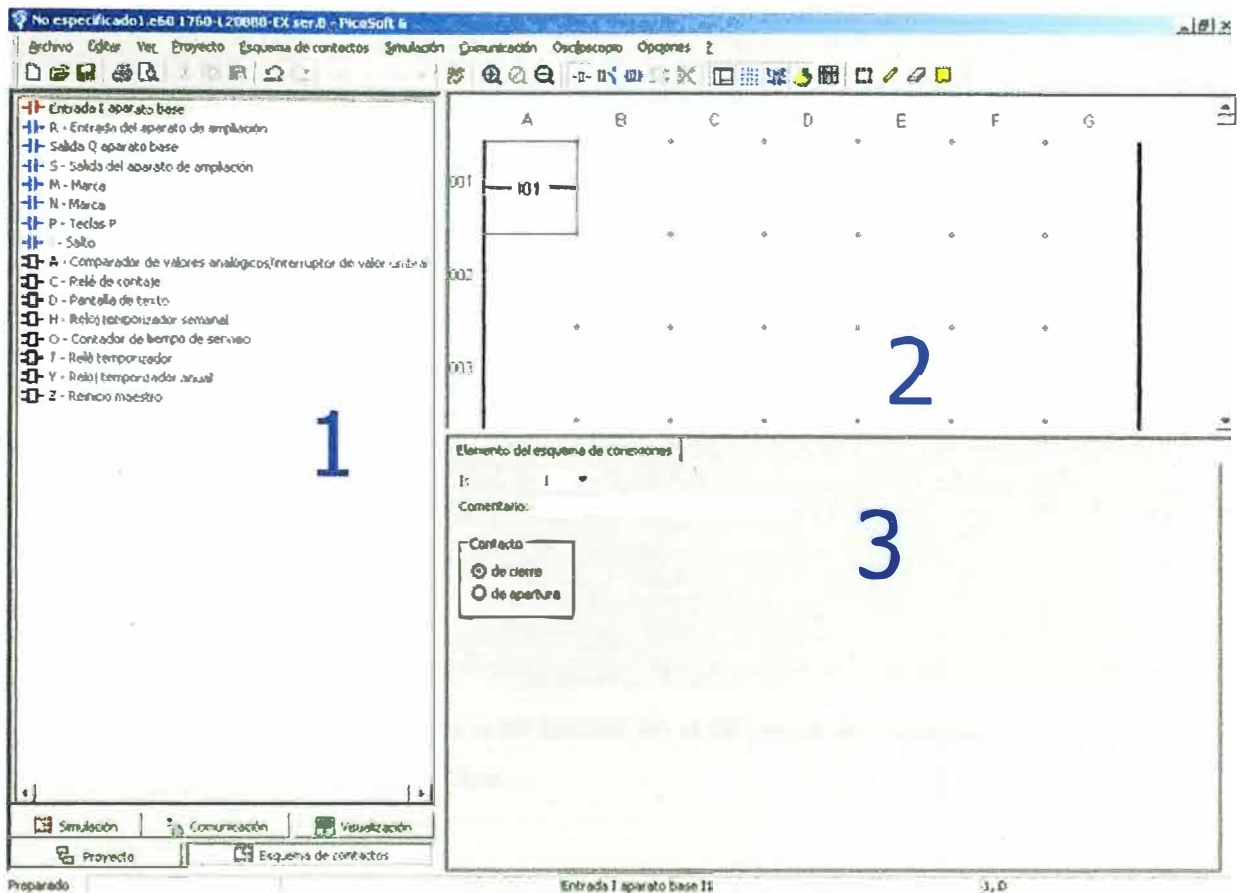 No especificado1.e60 1760-L20BBB-EX ser.B - PicoSoft 6
Archivo Editar Ver Proyecto Esquema de contactos Simulación Comunicación Osciloscopio Opciones ?
Entrada I aparato base
R - Entrada del aparato de ampliación
Salida Q aparato base
S - Salida del aparato de ampliación
M - Marca
N - Marca
P - Teclas P
: - Salto
A - Comparador de valores analógicos/interruptor de valor umbral
C - Relé de contaje
D - Pantalla de texto
H - Reloj temporizador semanal
O - Contador de tiempo de servicio
T - Relé temporizador
Y - Reloj temporizador anual
Z - Reinicio maestro
1
Simulación Comunicación Visualización
Proyecto Esquema de contactos
A B C D E F G
001 I01
002
003
2
Elemento del esquema de conexiones
I: 1
Comentario:
Contacto
de cierre
de apertura
3
Preparado Entrada I aparato base I1 1, 0